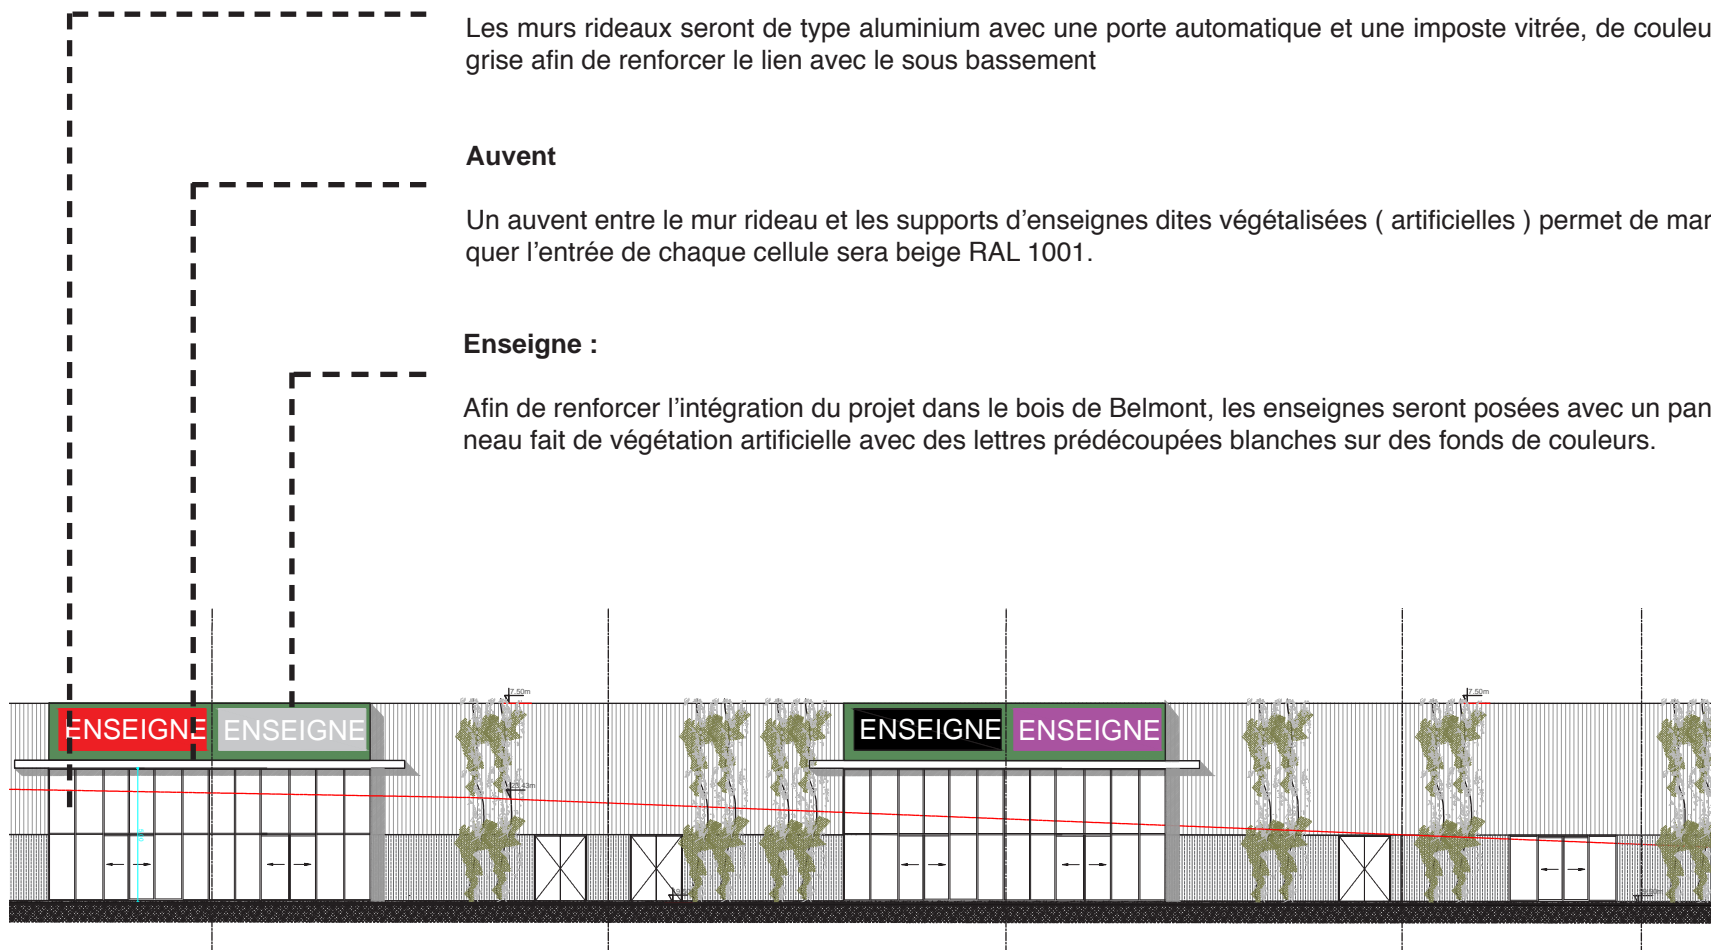 Les murs rideaux seront de type aluminium avec une porte automatique et une imposte vitrée, de couleu
grise afin de renforcer le lien avec le sous bassement
Auvent
Un auvent entre le mur rideau et les supports d’enseignes dites végétalisées ( artificielles ) permet de mar
quer l’entrée de chaque cellule sera beige RAL 1001.
Enseigne :
Afin de renforcer l’intégration du projet dans le bois de Belmont, les enseignes seront posées avec un pan
neau fait de végétation artificielle avec des lettres prédécoupées blanches sur des fonds de couleurs.
7.50m
7.50m
ENSEIGNE ENSEIGNE
ENSEIGNE ENSEIGNE